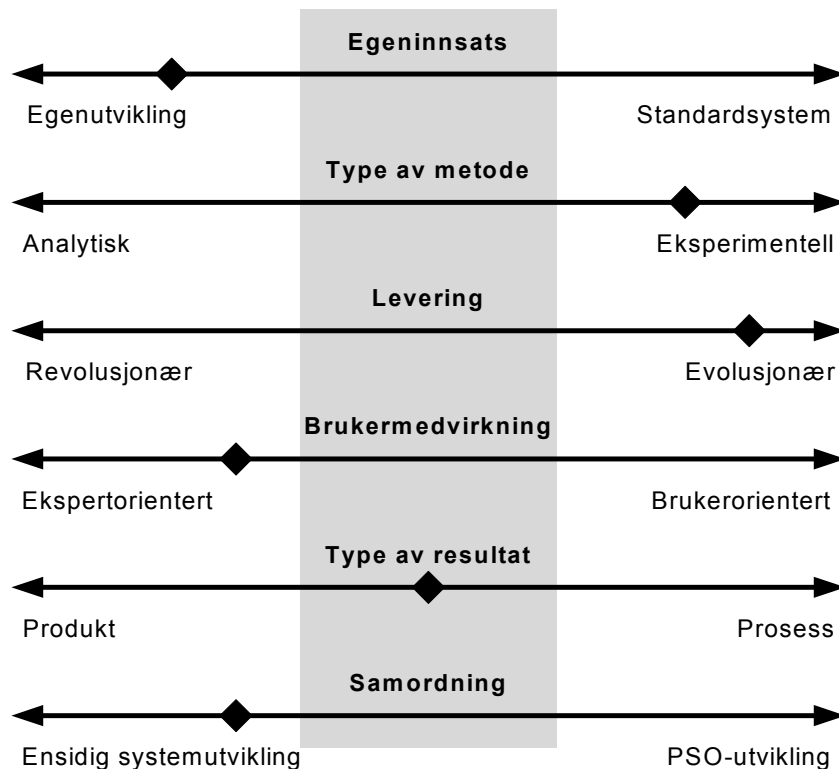 Egeninnsats
Egenutvikling Standardsystem
Type av metode
Analytisk Eksperimentell
Levering
Revolusjonær Evolusjonær
Brukermedvirkning
Ekspertorientert Brukerorientert
Type av resultat
Produkt Prosess
Samordning
Ensidig systemutvikling PSO-utvikling